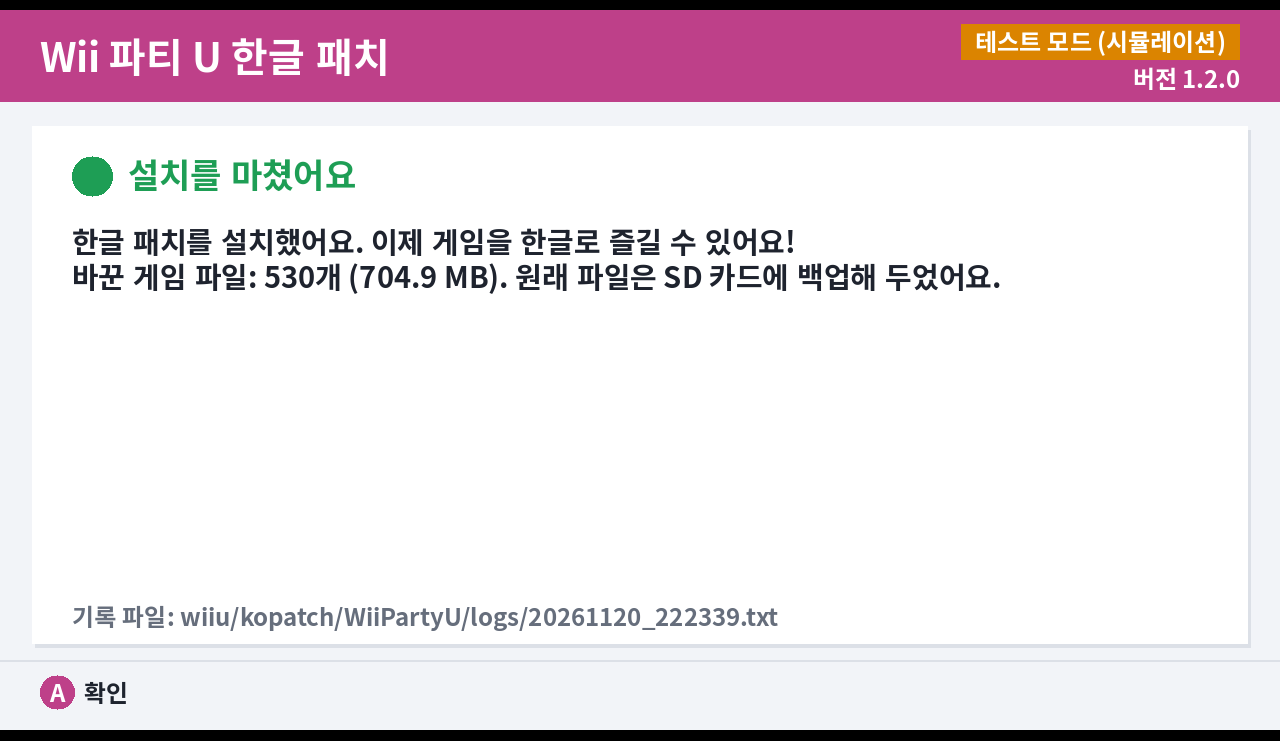 Wii 파티 U 한글 패치
테스트 모드 (시뮬레이션)
버전 1.2.0
설치를 마쳤어요
한글 패치를 설치했어요. 이제 게임을 한글로 즐길 수 있어요!
바꾼 게임 파일: 530개 (704.9 MB). 원래 파일은 SD 카드에 백업해 두었어요.
기록 파일: wiiu/kopatch/WiiPartyU/logs/20261120_222339.txt
A 확인